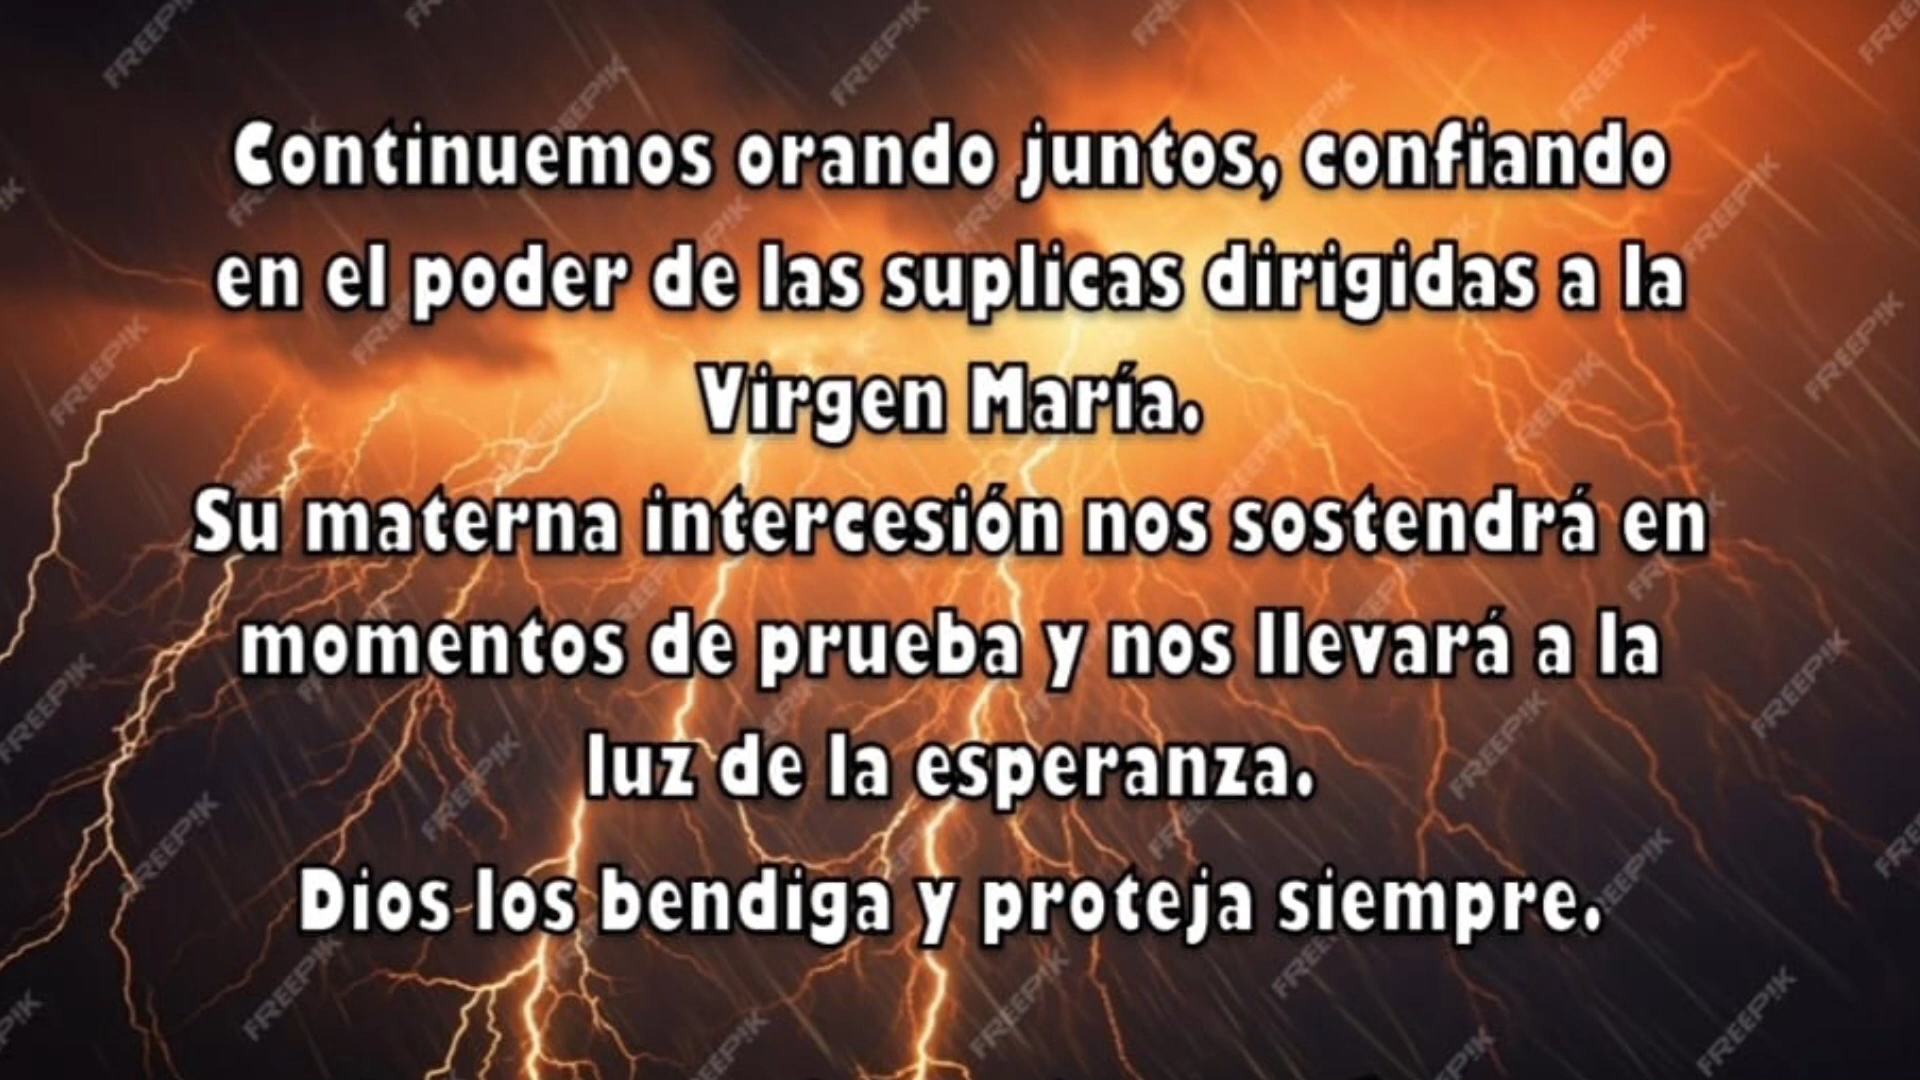 Continuemos orando juntos, confiando
en el poder de las suplicas dirigidas a la
Virgen María.
Su materna intercesión nos sostendrá en
momentos de prueba y nos llevará a la
luz de la esperanza.
Dios los bendiga y proteja siempre.
FREEPIK